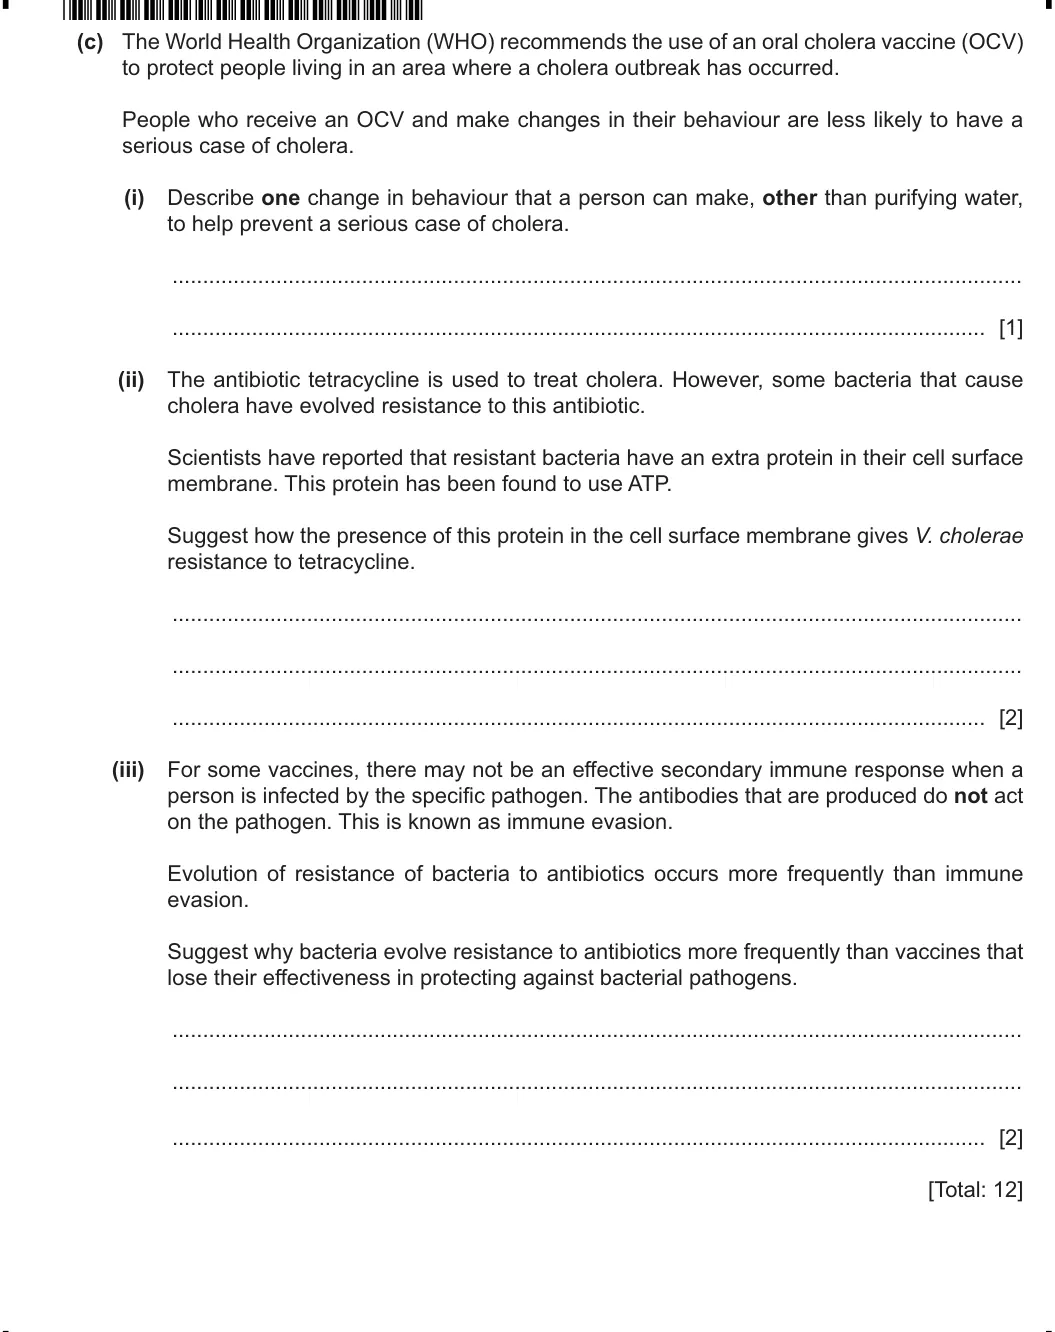 (c) The World Health Organization (WHO) recommends the use of an oral cholera vaccine (OCV)
to protect people living in an area where a cholera outbreak has occurred.
People who receive an OCV and make changes in their behaviour are less likely to have a
serious case of cholera.
(i) Describe one change in behaviour that a person can make, other than purifying water,
to help prevent a serious case of cholera.
[1]
(ii) The antibiotic tetracycline is used to treat cholera. However, some bacteria that cause
cholera have evolved resistance to this antibiotic.
Scientists have reported that resistant bacteria have an extra protein in their cell surface
membrane. This protein has been found to use ATP.
Suggest how the presence of this protein in the cell surface membrane gives V. cholerae
resistance to tetracycline.
[2]
(iii) For some vaccines, there may not be an effective secondary immune response when a
person is infected by the specific pathogen. The antibodies that are produced do not act
on the pathogen. This is known as immune evasion.
Evolution of resistance of bacteria to antibiotics occurs more frequently than immune
evasion.
Suggest why bacteria evolve resistance to antibiotics more frequently than vaccines that
lose their effectiveness in protecting against bacterial pathogens.
[2]
[Total: 12]